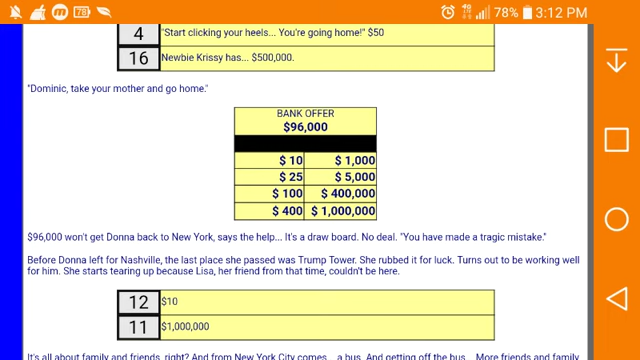 78% 3:12 PM
4 "Start clicking your heels... You're going home!" $50
16 Newbie Krissy has... $500,000.
"Dominic, take your mother and go home."
BANK OFFER
$96,000
$ 10 $ 1,000
$ 25 $ 5,000
$ 100 $ 400,000
$ 400 $ 1,000,000
$96,000 won't get Donna back to New York, says the help... It's a draw board. No deal. "You have made a tragic mistake."
Before Donna left for Nashville, the last place she passed was Trump Tower. She rubbed it for luck. Turns out to be working well
for him. She starts tearing up because Lisa, her friend from that time, couldn't be here.
12 $10
11 $1,000,000
It's all about family and friends, right? And from New York City comes... a bus. And getting off the bus... More friends and family